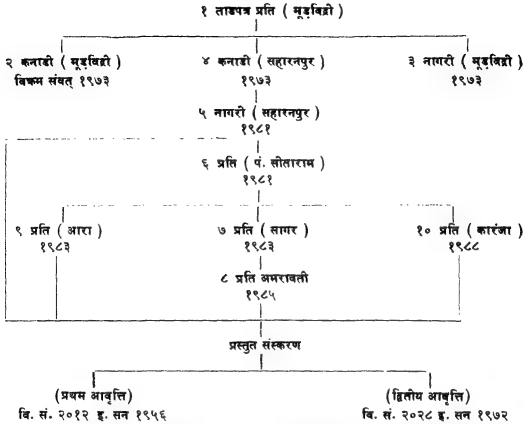 १ ताडपत्र प्रति ( मूडबिद्री )
२ कनाडी ( मूडबिद्री ) ४ कनाडी ( सहारनपुर ) ३ नागरी ( मूडबिद्री )
विक्रम संवत् १९७३ १९७३ १९७३
५ नागरी ( सहारनपुर )
१९८१
६ प्रति ( पं. सीताराम )
१९८१
९ प्रति ( आरा ) ७ प्रति ( सागर ) १० प्रति ( कारंजा )
१९८३ १९८३ १९८८
८ प्रति अमरावती
१९८५
प्रस्तुत संस्करण
(प्रथम आवृत्ति) (द्वितीय आवृत्ति)
वि. सं. २०१२ इ. सन १९५६ वि. सं. २०२८ इ. सन १९७२